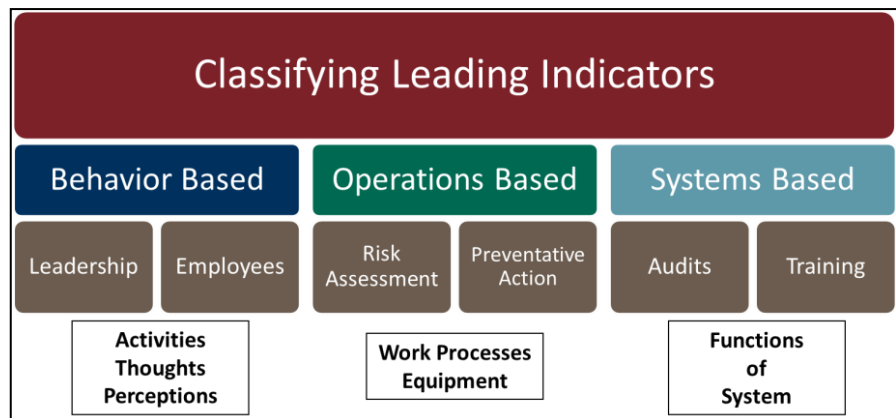 Classifying Leading Indicators
Behavior Based
Operations Based
Systems Based
Leadership
Employees
Risk
Assessment
Preventative
Action
Audits
Training
Activities
Thoughts
Perceptions
Work Processes
Equipment
Functions
of
System